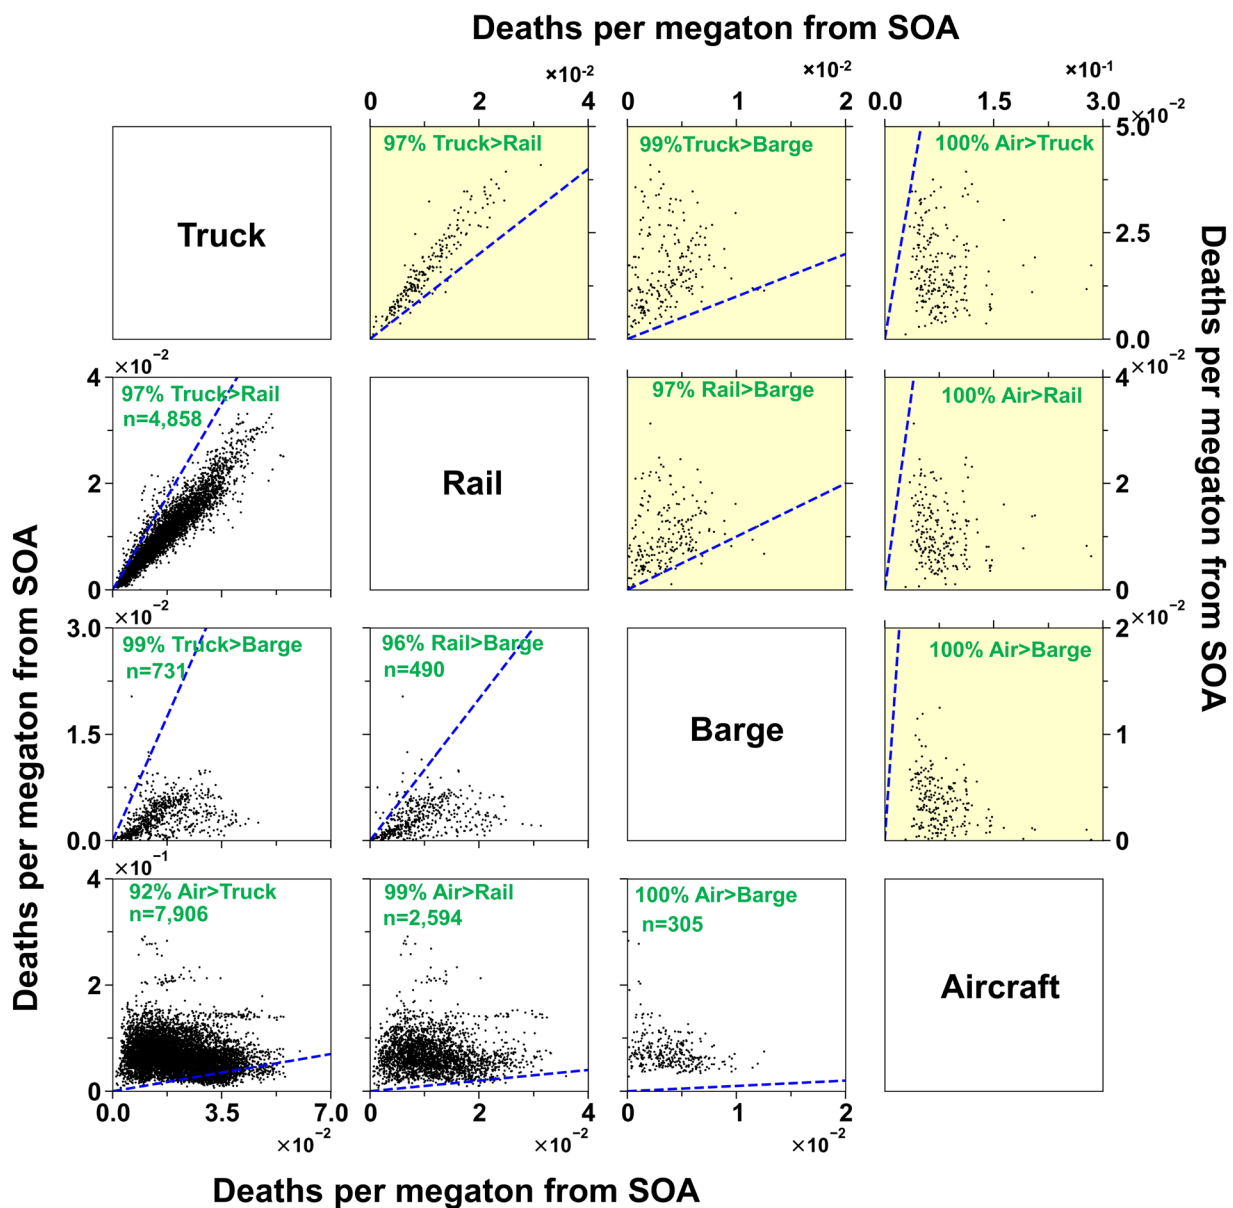 Deaths per megaton from SOA
×10⁻² ×10⁻² ×10⁻¹
0 2 4 0 1 2 0.0 1.5 3.0
×10⁻²
97% Truck>Rail 99%Truck>Barge 100% Air>Truck 5.0
Truck 2.5
0.0
×10⁻² ×10⁻²
4 97% Truck>Rail 97% Rail>Barge 100% Air>Rail 4
n=4,858
2 Rail 2
0 0
×10⁻² ×10⁻²
3.0 99% Truck>Barge 96% Rail>Barge 100% Air>Barge 2
n=731 n=490
1.5 Barge 1
0.0 0
×10⁻¹
4 92% Air>Truck 99% Air>Rail 100% Air>Barge
n=7,906 n=2,594 n=305
2 Aircraft
0
0.0 3.5 7.0 0 2 4 0 1 2
×10⁻² ×10⁻² ×10⁻²
Deaths per megaton from SOA
Deaths per megaton from SOA
Deaths per megaton from SOA